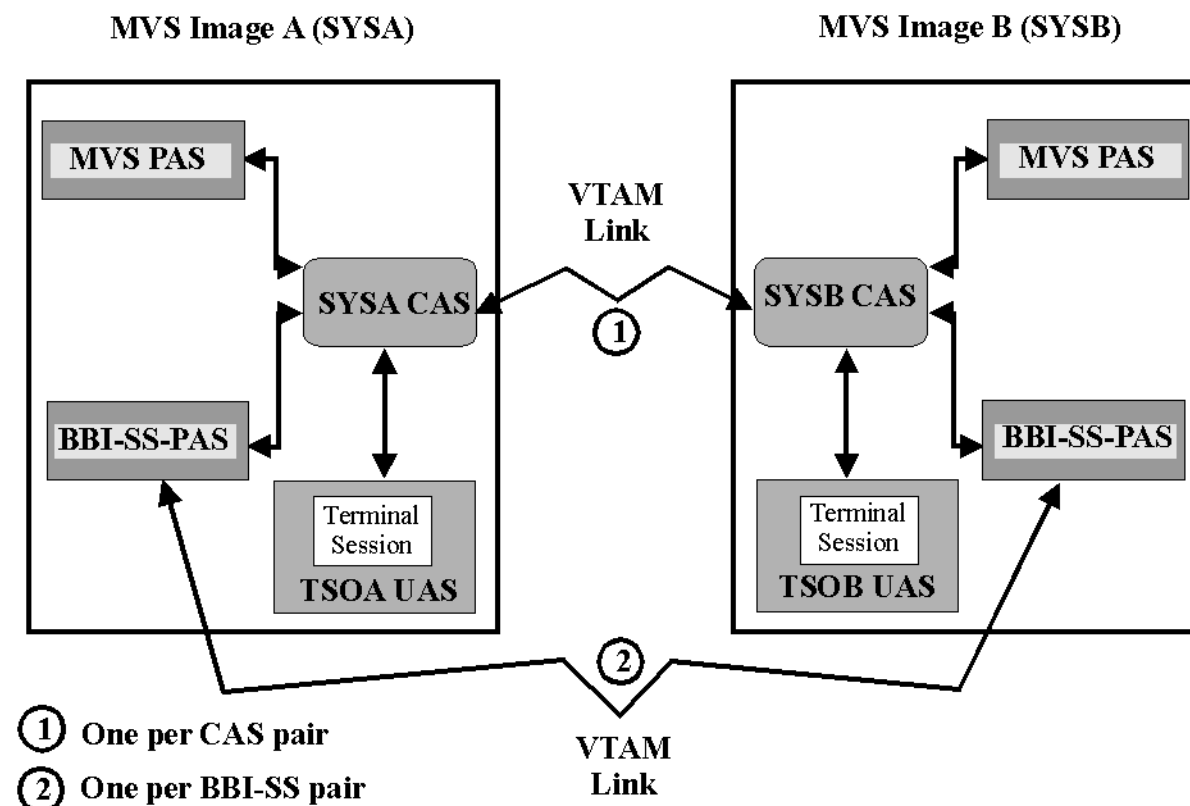 MVS Image A (SYSA)
MVS Image B (SYSB)
MVS PAS
MVS PAS
VTAM
Link
SYSA CAS
SYSB CAS
1
BBI-SS-PAS
BBI-SS-PAS
Terminal
Session
TSOA UAS
Terminal
Session
TSOB UAS
2
1 One per CAS pair
2 One per BBI-SS pair
VTAM
Link